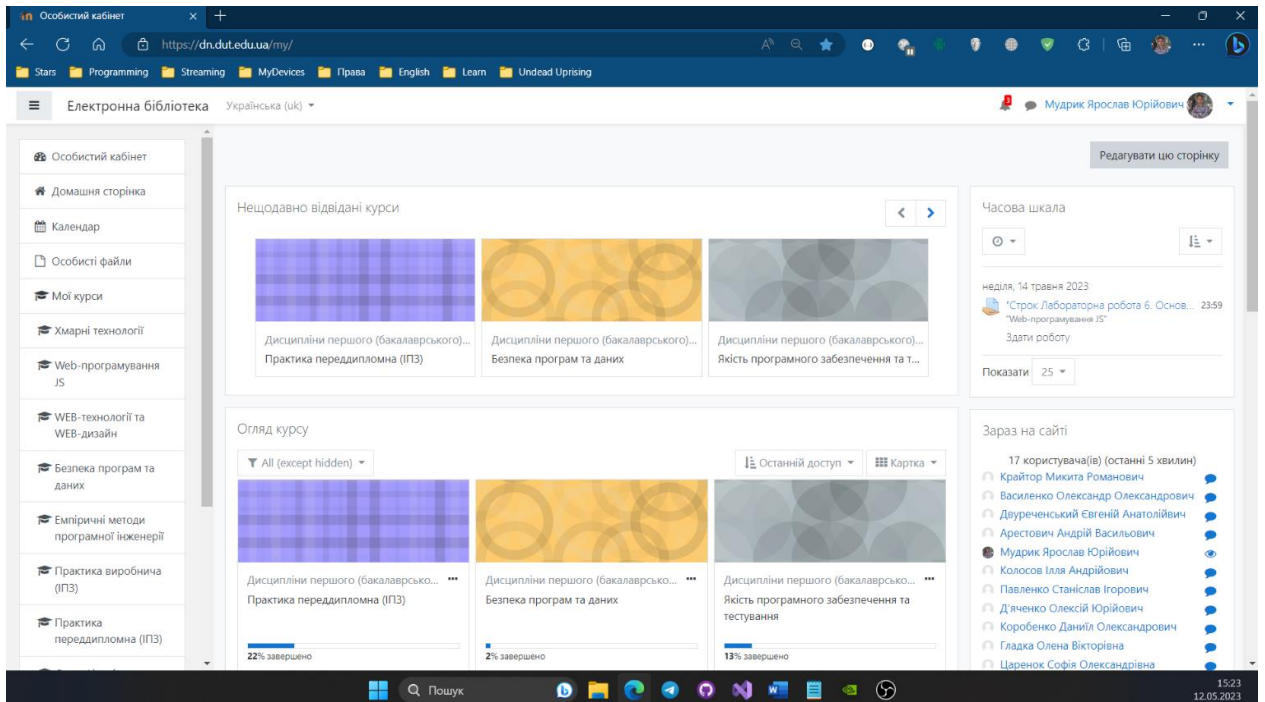 Особистий кабінет
https://dn.dut.edu.ua/my/
Stars Programming Streaming MyDevices Права English Learn Undead Uprising
Електронна бібліотека Українська (uk)
3
Мудрик Ярослав Юрійович
Особистий кабінет
Домашня сторінка
Календар
Особисті файли
Мої курси
Хмарні технології
Web-програмування
JS
WEB-технології та
WEB-дизайн
Безпека програм та
даних
Емпіричні методи
програмної інженерії
Практика виробнича
(ІПЗ)
Практика
переддипломна (ІПЗ)
Редагувати цю сторінку
Нещодавно відвідані курси
Дисципліни першого (бакалаврського)...
Практика переддипломна (ІПЗ)
Дисципліни першого (бакалаврського)...
Безпека програм та даних
Дисципліни першого (бакалаврського)...
Якість програмного забезпечення та т...
Огляд курсу
All (except hidden)
Останній доступ
Картка
Дисципліни першого (бакалаврсько...
Практика переддипломна (ІПЗ)
22% завершено
Дисципліни першого (бакалаврсько...
Безпека програм та даних
2% завершено
Дисципліни першого (бакалаврсько...
Якість програмного забезпечення та
тестування
13% завершено
Часова шкала
неділя, 14 травня 2023
"Строк Лабораторна робота 6. Основ... 23:59
"Web-програмування JS"
Здати роботу
Показати 25
Зараз на сайті
17 користувача(ів) (останні 5 хвилин)
Крайтор Микита Романович
Василенко Олександр Олександрович
Двуреченський Євгеній Анатолійвич
Арестович Андрій Васильович
Мудрик Ярослав Юрійович
Колосов Ілля Андрійович
Павленко Станіслав Ігорович
Д'яченко Олексій Юрійович
Коробенко Даниїл Олександрович
Гладка Олена Вікторівна
Царенок Софія Олександрівна
Пошук
15:23
12.05.2023